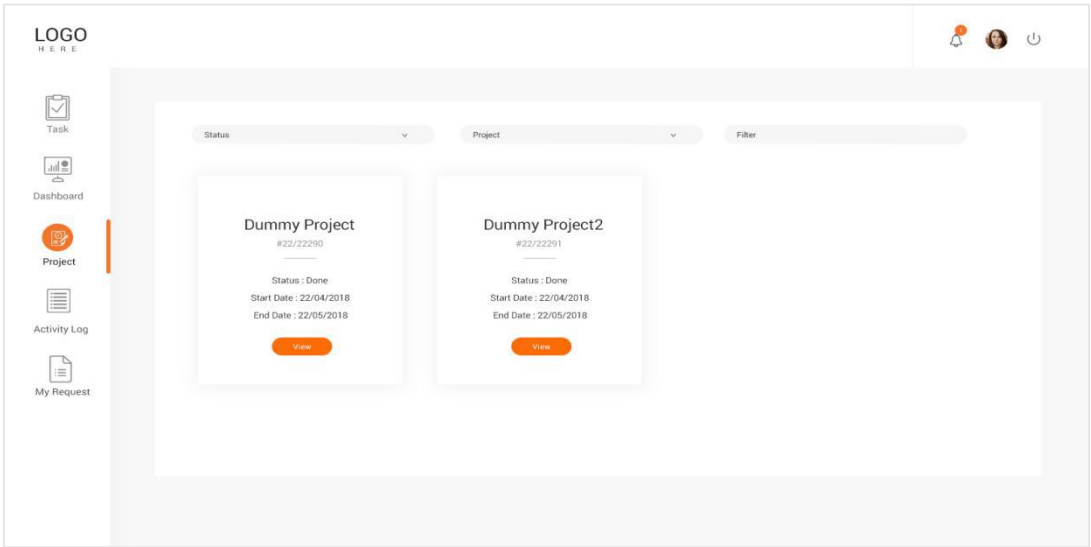 LOGO
HERE
1
Task
Dashboard
Project
Activity Log
My Request
Status
Project
Filter
Dummy Project
#22/22290
Status : Done
Start Date : 22/04/2018
End Date : 22/05/2018
View
Dummy Project2
#22/22291
Status : Done
Start Date : 22/04/2018
End Date : 22/05/2018
View